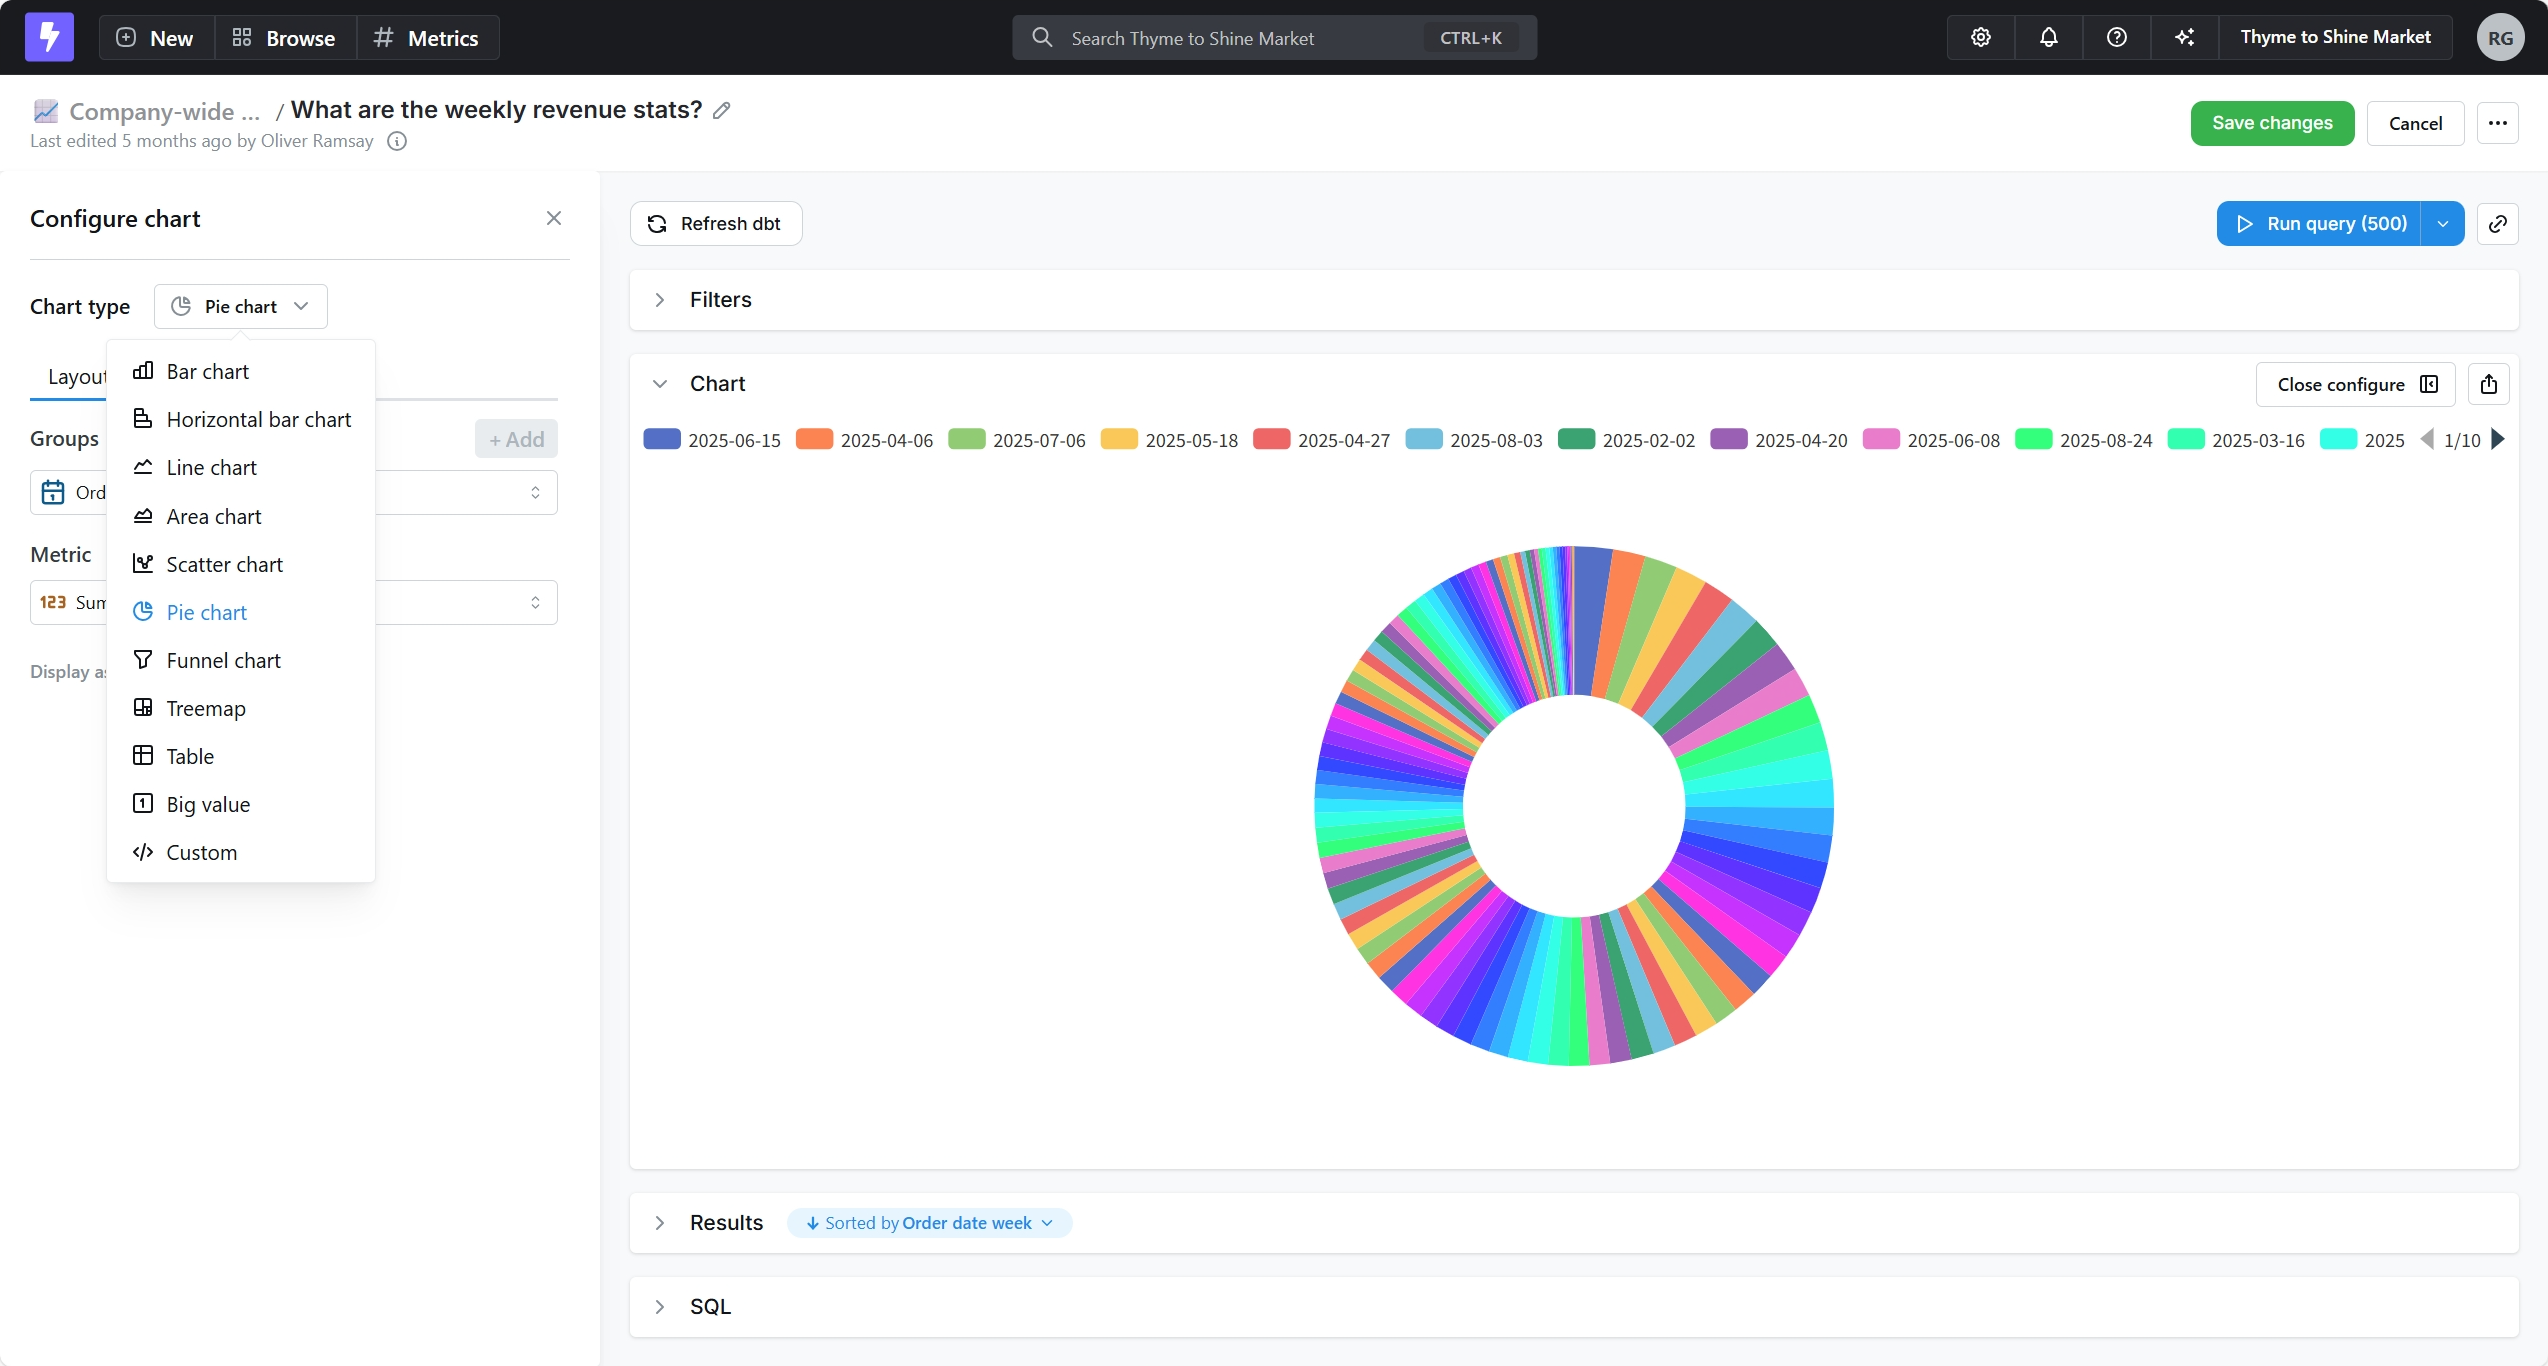 New
Browse
Metrics
Search Thyme to Shine Market
CTRL+K
Thyme to Shine Market
RG
Company-wide ... / What are the weekly revenue stats?
Last edited 5 months ago by Oliver Ramsay
Save changes
Cancel
Configure chart
Chart type
Pie chart
Layout
Groups
+ Add
Ord
Metric
123 Sum
Display as
Bar chart
Horizontal bar chart
Line chart
Area chart
Scatter chart
Pie chart
Funnel chart
Treemap
Table
Big value
Custom
Refresh dbt
Run query (500)
Filters
Chart
Close configure
2025-06-15
2025-04-06
2025-07-06
2025-05-18
2025-04-27
2025-08-03
2025-02-02
2025-04-20
2025-06-08
2025-08-24
2025-03-16
2025
1/10
Results
Sorted by Order date week
SQL